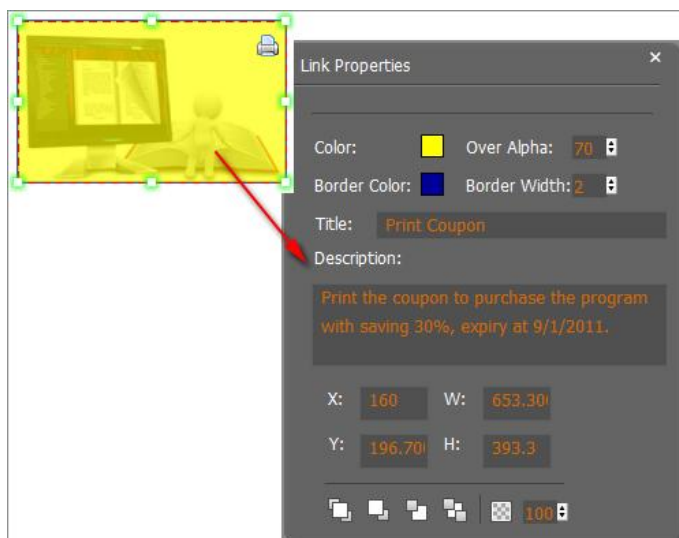 Link Properties
Color: Over Alpha: 70
Border Color: Border Width: 2
Title: Print Coupon
Description:
Print the coupon to purchase the program
with saving 30%, expiry at 9/1/2011.
X: 160 W: 653.30
Y: 196.70 H: 393.3
100